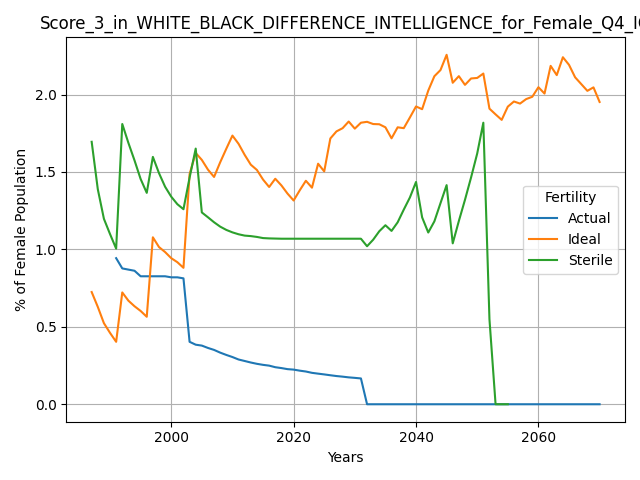 Score_3_in_WHITE_BLACK_DIFFERENCE_INTELLIGENCE_for_Female_Q4_I
% of Female Population
2.0
1.5
1.0
0.5
0.0
Fertility
Actual
Ideal
Sterile
2000
2020
2040
2060
Years